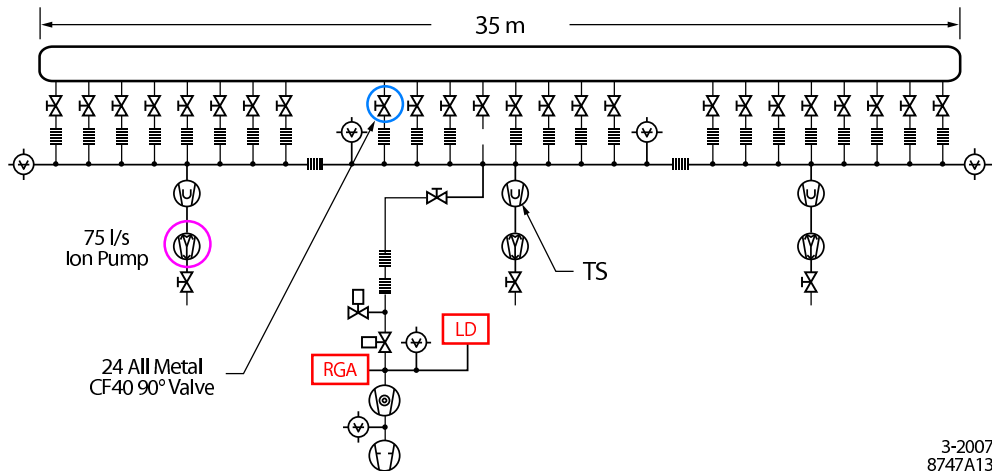 35 m
75 l/s
Ion Pump
TS
LD
RGA
24 All Metal
CF40 90° Valve
3-2007
8747A13